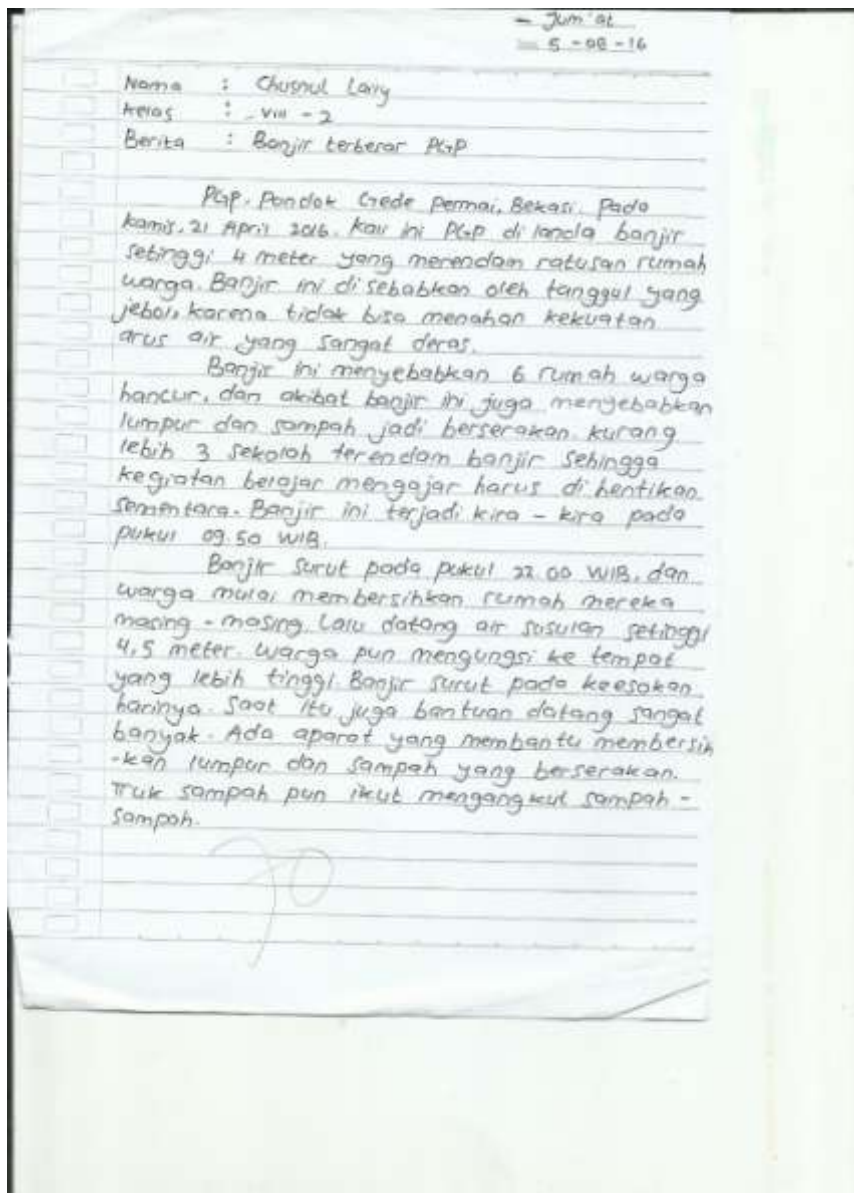 - Jum'at
= 5-08-16
Nama : Chusnul Laily
Kelas : VIII - 2
Berita : Banjir terbesar PGP
PGP. Pondok Gede Permai, Bekasi. Pada
kamis, 21 April 2016. kali ini PGP di landa banjir
setinggi 4 meter yang merendam ratusan rumah
warga. Banjir ini di sebabkan oleh tanggul yang
jebol, karena tidak bisa menahan kekuatan
arus air yang sangat deras.
Banjir ini menyebabkan 6 rumah warga
hancur, dan akibat banjir ini juga menyebabkan
lumpur dan sampah jadi berserakan. kurang
lebih 3 sekolah terendam banjir sehingga
kegiatan belajar mengajar harus di hentikan
sementara. Banjir ini terjadi kira - kira pada
pukul 09.50 WIB.
Banjir surut pada pukul 22.00 WIB, dan
warga mulai membersihkan rumah mereka
masing - masing. Lalu datang air susulan setinggi
4,5 meter. warga pun mengungsi ke tempat
yang lebih tinggi. Banjir surut pada keesokan
harinya. Saat itu juga bantuan datang sangat
banyak. Ada aparat yang membantu membersih
-kan lumpur dan sampah yang berserakan.
Truk sampah pun ikut mengangkut sampah -
sampah.
70